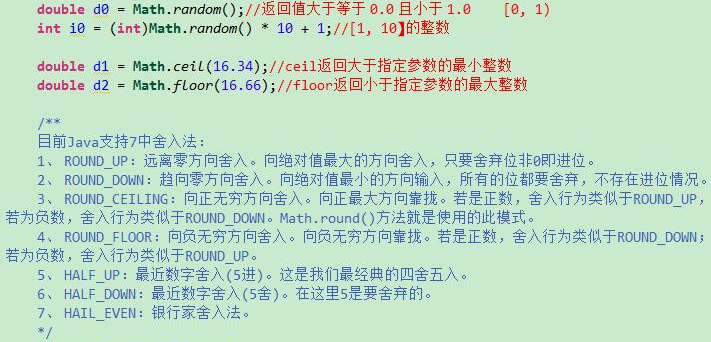 double d0 = Math.random();//返回值大于等于 0.0 且小于 1.0    [0, 1)
int i0 = (int)Math.random() * 10 + 1;//[1, 10】的整数
double d1 = Math.ceil(16.34);//ceil返回大于指定参数的最小整数
double d2 = Math.floor(16.66);//floor返回小于指定参数的最大整数
/**
目前Java支持7中舍入法：
1、 ROUND_UP：远离零方向舍入。向绝对值最大的方向舍入，只要舍弃位非0即进位。
2、 ROUND_DOWN：趋向零方向舍入。向绝对值最小的方向输入，所有的位都要舍弃，不存在进位情况。
3、 ROUND_CEILING：向正无穷方向舍入。向正最大方向靠拢。若是正数，舍入行为类似于ROUND_UP，
若为负数，舍入行为类似于ROUND_DOWN。Math.round()方法就是使用的此模式。
4、 ROUND_FLOOR：向负无穷方向舍入。向负无穷方向靠拢。若是正数，舍入行为类似于ROUND_DOWN；
若为负数，舍入行为类似于ROUND_UP。
5、 HALF_UP：最近数字舍入(5进)。这是我们最经典的四舍五入。
6、 HALF_DOWN：最近数字舍入(5舍)。在这里5是要舍弃的。
7、 HAIL_EVEN：银行家舍入法。
*/